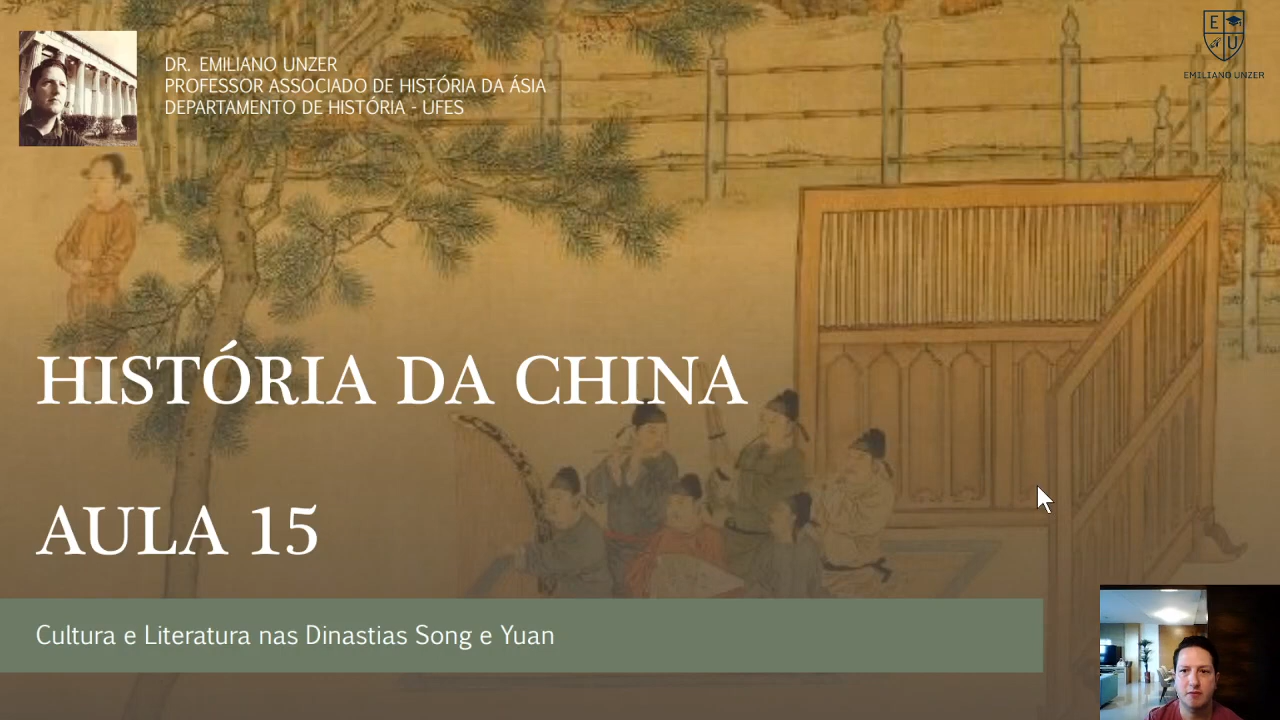 DR. EMILIANO UNZER
PROFESSOR ASSOCIADO DE HISTÓRIA DA ÁSIA
DEPARTAMENTO DE HISTÓRIA - UFES
E
U
EMILIANO UNZER
HISTÓRIA DA CHINA
AULA 15
Cultura e Literatura nas Dinastias Song e Yuan